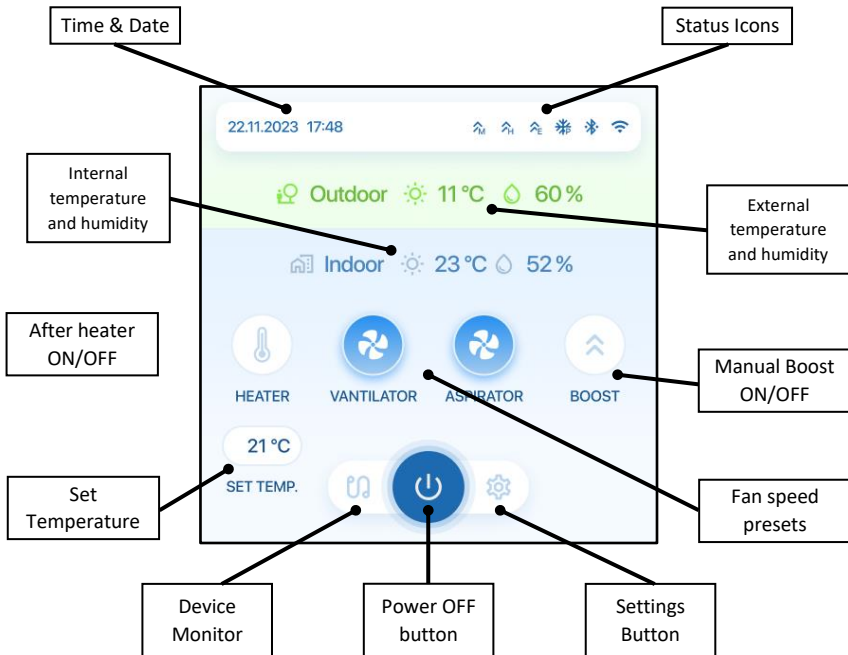 Time & Date
Status Icons
22.11.2023 17:48
M
H
E
Internal
temperature
and humidity
Outdoor 11 °C 60 %
External
temperature
and humidity
Indoor 23 °C 52 %
After heater
ON/OFF
Manual Boost
ON/OFF
HEATER
VANTILATOR
ASPIRATOR
BOOST
21 °C
SET TEMP.
Set
Temperature
Fan speed
presets
Device
Monitor
Power OFF
button
Settings
Button